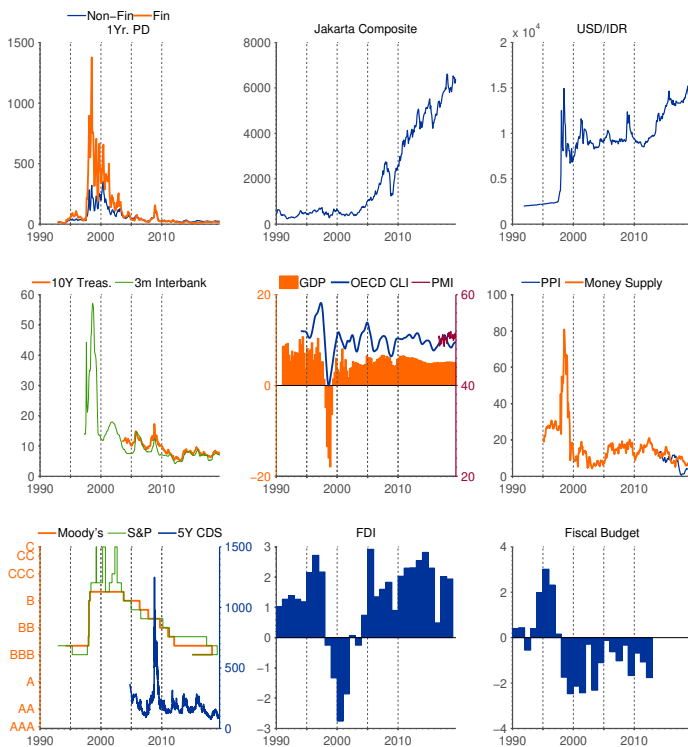 Non−Fin Fin
1Yr. PD
1500
1000
500
0
1990 2000 2010
Jakarta Composite
8000
6000
4000
2000
0
1990 2000 2010
USD/IDR
2 x 10^4
1.5
1
0.5
0
1990 2000 2010
10Y Treas. 3m Interbank
60
50
40
30
20
10
0
1990 2000 2010
GDP OECD CLI PMI
20 60
0 40
−20 20
1990 2000 2010
PPI Money Supply
100
80
60
40
20
0
1990 2000 2010
Moody's S&P 5Y CDS
C 1500
CC
CCC
B 1000
BB
BBB 500
A
AA
AAA 0
1990 2000 2010
FDI
3
2
1
0
−1
−2
−3
1990 2000 2010
Fiscal Budget
4
2
0
−2
−4
1990 2000 2010